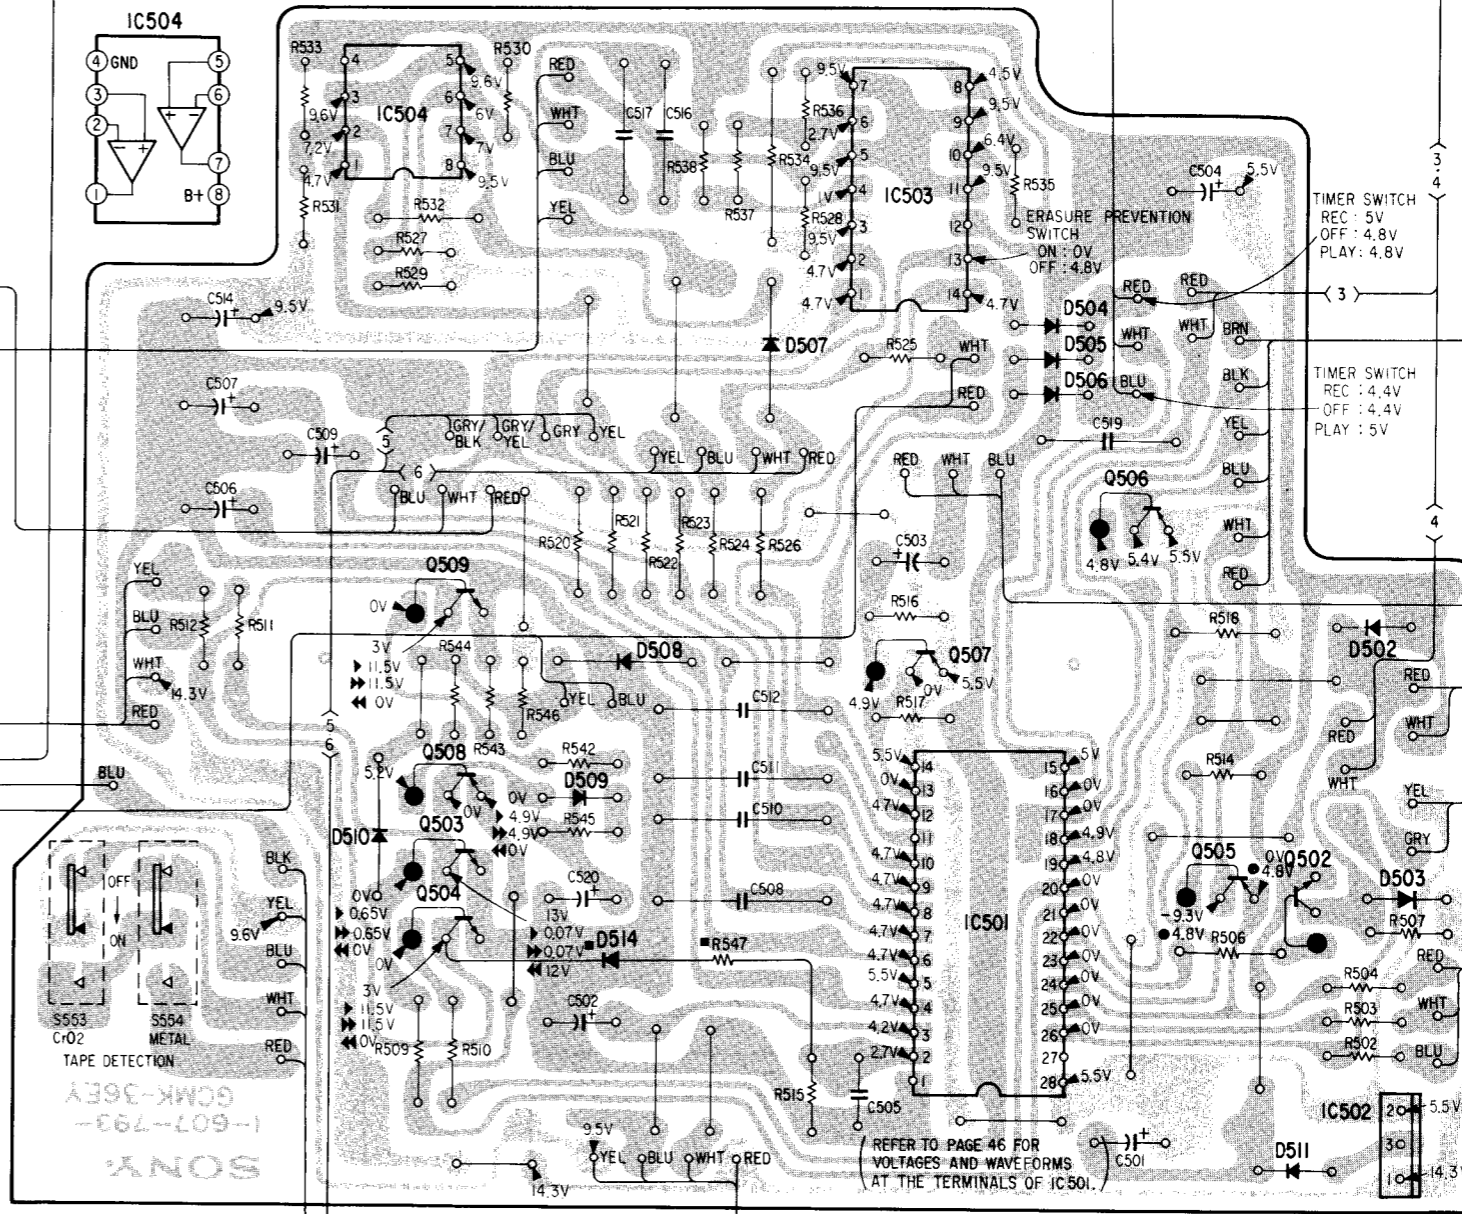 IC504
4 GND 5
3 6
2
7
1 B+ 8
R533
4 5
9.6V
3 6
9.6V IC504 6V
2 7
7.2V 7V
1 8
4.7V 9.5V
R530
R531
R532
R527
R529
RED
WHT
BLU
YEL
C517 C516
R538
R537
R534
R536
R528
9.5V 7 8 4.5V
9.5V
2.7V 6 9
6.4V
9.5V 5 10
9.5V
1V 4 11
IC503
9.5V 3 12
4.7V 2 13
4.7V 1 14 4.7V
R535
ERASURE PREVENTION
SWITCH
ON : 0V
OFF : 4.8V
C504 5.5V
TIMER SWITCH
REC : 5V
OFF : 4.8V
PLAY : 4.8V
3
4
3
RED RED
WHT WHT BRN
BLU BLK
YEL
BLU
WHT
RED
TIMER SWITCH
REC : 4.4V
OFF : 4.4V
PLAY : 5V
4
C514 9.5V
C507
C509
C506
D507
R525
WHT
RED
D504
D505
D506
C519
5
GRY/BLK
GRY/YEL
GRY
YEL
6
YEL BLU WHT RED
BLU WHT RED
RED WHT BLU
Q506
4.8V 5.4V 5.5V
R520
R521
R522
R523
R524
R526
C503
R516
Q507
4.9V 0V 5.5V
R517
YEL
BLU
WHT
14.3V
RED
R512 R511
Q509
0V
3V
11.5V
11.5V
0V
R544
D508
YEL BLU
R546
R543
R518
D502
RED
WHT
RED
WHT
YEL
GRY
BLU
5
6
Q508
5.2V
0V
R542
D509
R545
0V
4.9V
4.9V
0V
D510
Q503
0V
0.65V
0.65V
0V
Q504
0V
3V
11.5V
11.5V
0V
R509 R510
C520
13V
0.07V
0.07V
12V
D514
R547
C502
C512
C511
C510
C508
5.5V 14 15 5V
0V 13 16 0V
4.7V 12 17 0V
11 18 4.9V
4.7V 10 19 4.8V
4.7V 9 20 0V
4.7V 8 21 0V
IC501
4.7V 7 22 0V
4.7V 6 23 0V
5.5V 5 24 0V
4.7V 4 25 0V
4.2V 3 26 0V
2.7V 2 27
1 28 5.5V
R514
Q505
-9.3V
4.8V
0V
4.8V
Q502
R506
D503
R507
RED
R504
R503
WHT
R502
BLU
OFF
ON
S553
CrO2
S554
METAL
TAPE DETECTION
BLK
YEL
9.6V
BLU
WHT
RED
GCMK-36EY
1-607-793-
SONY
R515
C505
9.5V
YEL BLU WHT RED
14.3V
REFER TO PAGE 46 FOR
VOLTAGES AND WAVEFORMS
AT THE TERMINALS OF IC501.
C501
D511
IC502
2 5.5V
3
1 14.3V